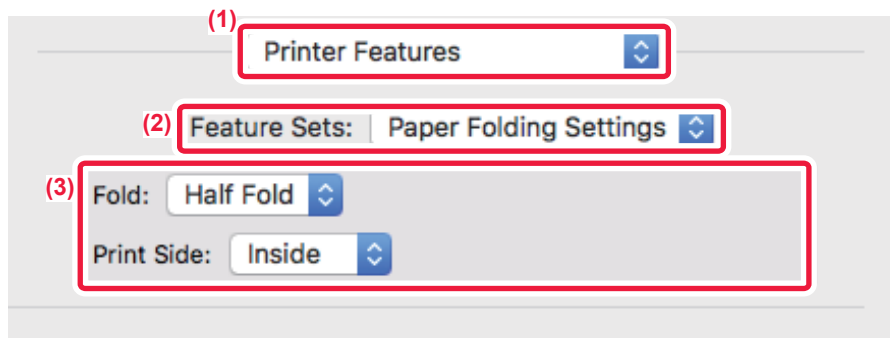 (1)
Printer Features
(2) Feature Sets: Paper Folding Settings
(3) Fold: Half Fold
Print Side: Inside